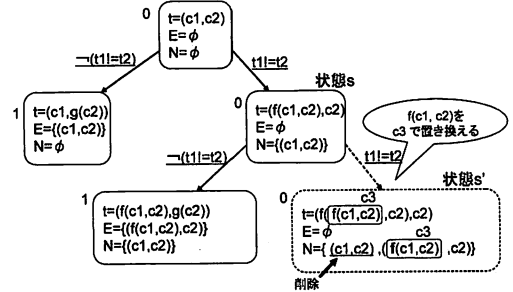 0
t=(c1,c2)
E=φ
N=φ
¬(t1!=t2)
t1!=t2
状態s
1
t=(c1,g(c2))
E={(c1,c2)}
N=φ
0
t=(f(c1,c2),c2)
E=φ
N={(c1,c2)}
f(c1, c2)を
c3 で置き換える
¬(t1!=t2)
t1!=t2
状態s'
1
t=(f(c1,c2),g(c2))
E={(f(c1,c2),c2)}
N={(c1,c2)}
0
c3
t=(f(f(c1,c2),c2),c2)
E=φ
c3
N={ (c1,c2) ,(f(c1,c2) ,c2)}
削除